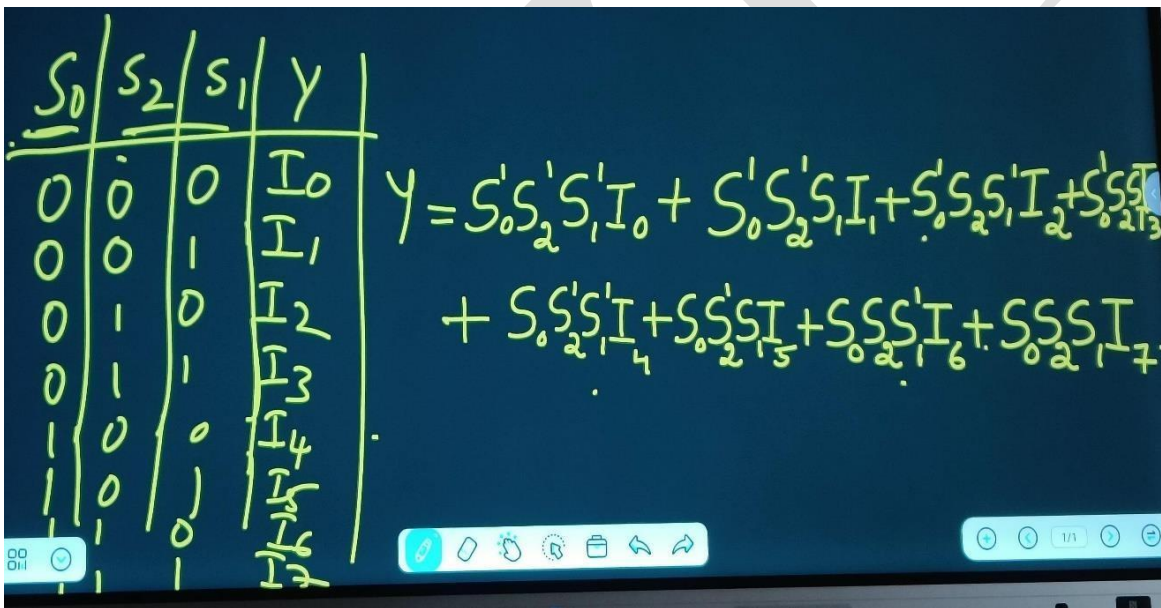 S0 S2 S1 Y
0 0 0 I0
0 0 1 I1
0 1 0 I2
0 1 1 I3
1 0 0 I4
1 0 1 I5
1 1 0 I6
1 1 1 I7
Y = S0'S2'S1'I0 + S0'S2'S1I1 + S0'S2S1'I2 + S0'S2S1I3
+ S0S2'S1'I4 + S0S2'S1I5 + S0S2S1'I6 + S0S2S1I7
1/1